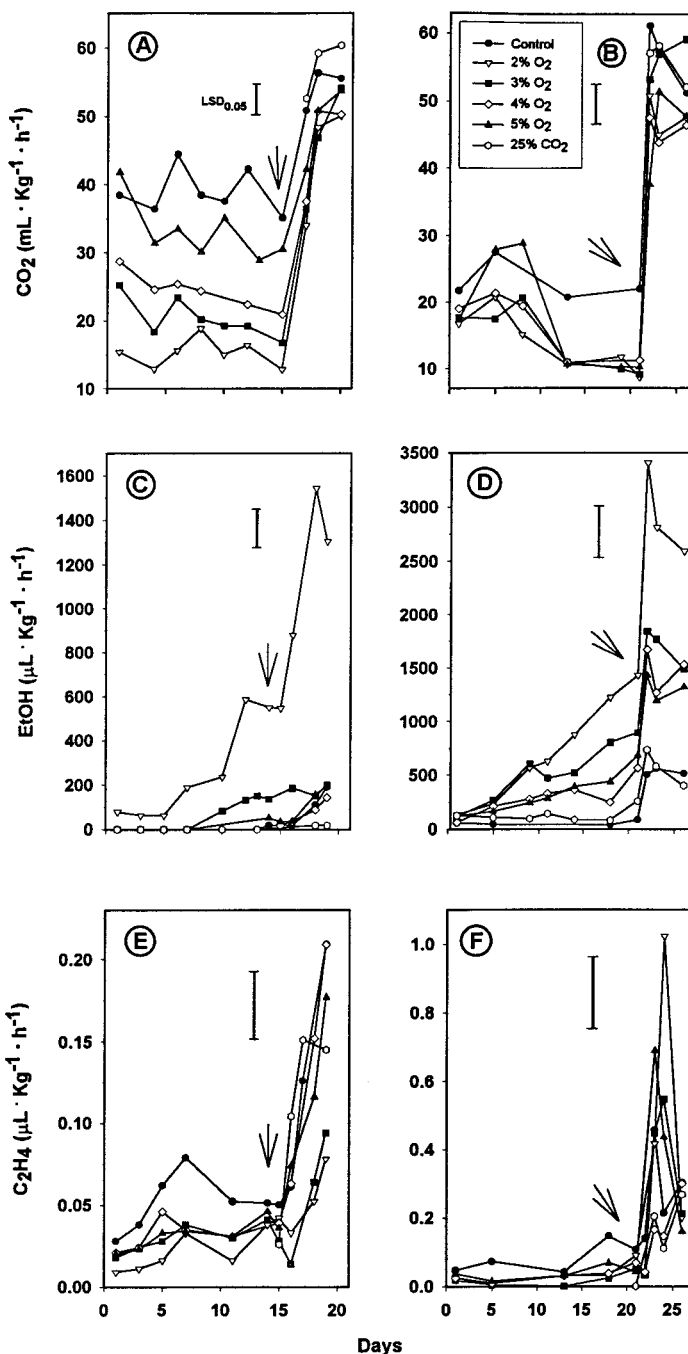 A
60
50
40
30
20
10
CO₂ (mL · Kg⁻¹ · h⁻¹)
LSD0.05
B
60
50
40
30
20
10
Control
2% O₂
3% O₂
4% O₂
5% O₂
25% CO₂
C
1600
1400
1200
1000
800
600
400
200
0
EtOH (µL · Kg⁻¹ · h⁻¹)
D
3500
3000
2500
2000
1500
1000
500
0
E
0.20
0.15
0.10
0.05
0.00
C₂H₄ (µL · Kg⁻¹ · h⁻¹)
0 5 10 15 20
F
1.0
0.8
0.6
0.4
0.2
0.0
0 5 10 15 20 25
Days